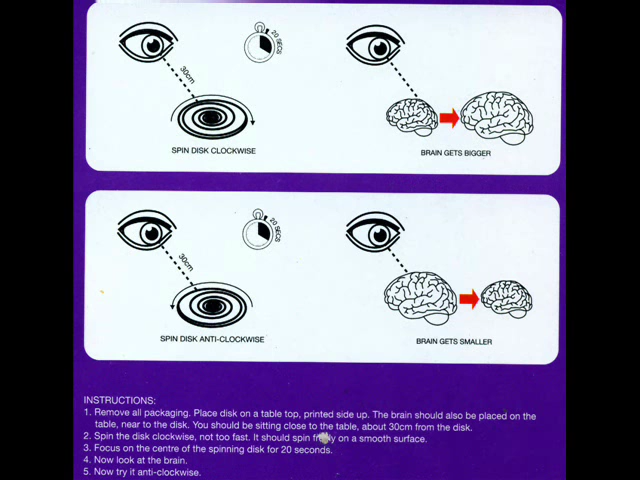 20 SECS
30cm
SPIN DISK CLOCKWISE
BRAIN GETS BIGGER
20 SECS
30cm
SPIN DISK ANTI-CLOCKWISE
BRAIN GETS SMALLER
INSTRUCTIONS:
1. Remove all packaging. Place disk on a table top, printed side up. The brain should also be placed on the
table, near to the disk. You should be sitting close to the table, about 30cm from the disk.
2. Spin the disk clockwise, not too fast. It should spin freely on a smooth surface.
3. Focus on the centre of the spinning disk for 20 seconds.
4. Now look at the brain.
5. Now try it anti-clockwise.